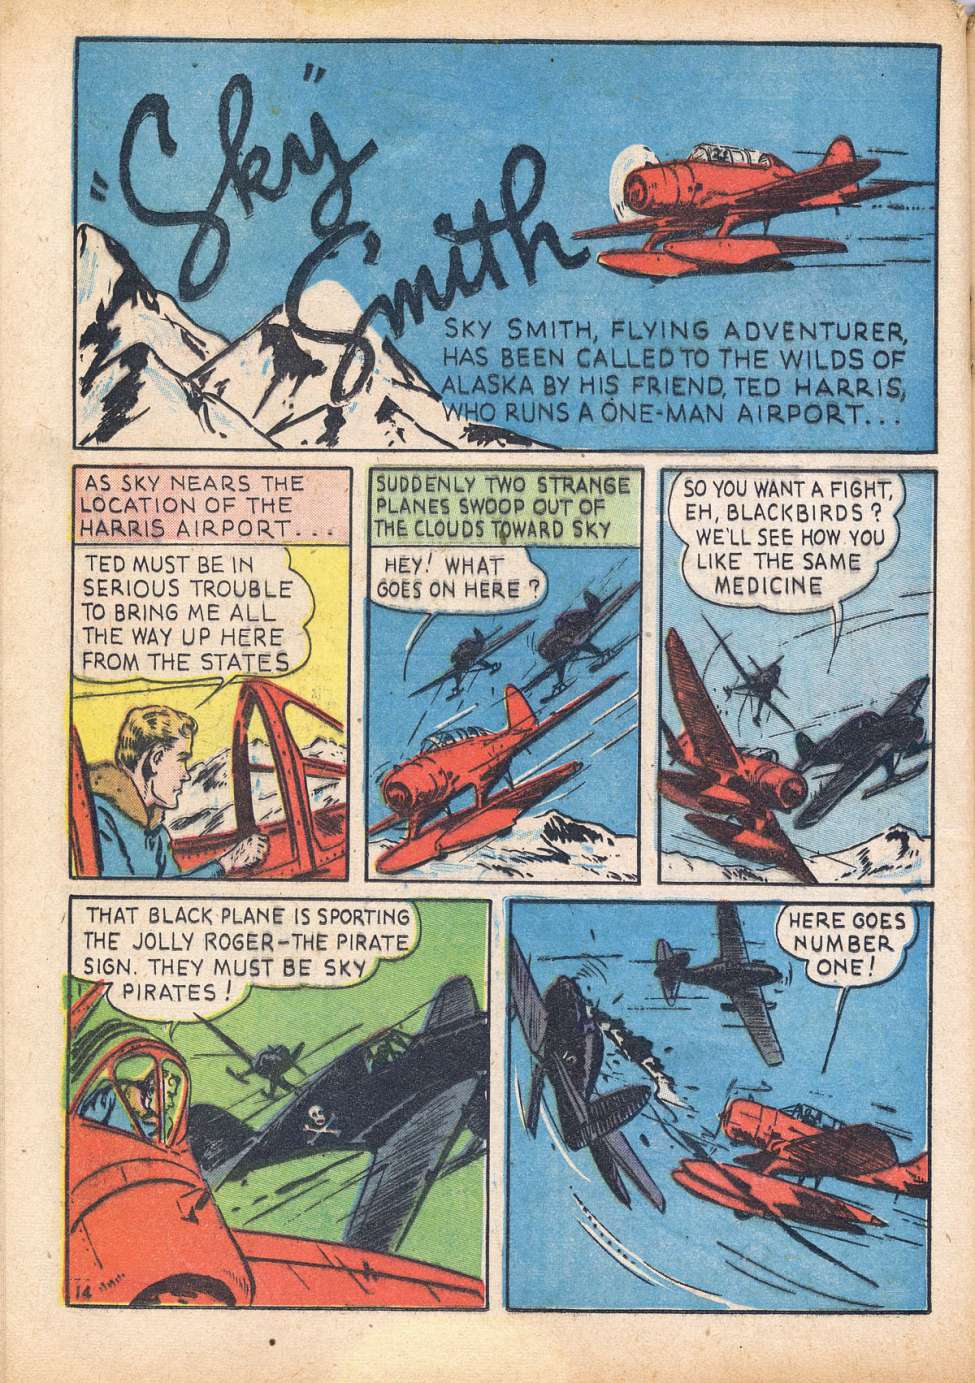 "Sky"
Smith
SKY SMITH, FLYING ADVENTURER,
HAS BEEN CALLED TO THE WILDS OF
ALASKA BY HIS FRIEND, TED HARRIS,
WHO RUNS A ONE-MAN AIRPORT...
AS SKY NEARS THE
LOCATION OF THE
HARRIS AIRPORT...
TED MUST BE IN
SERIOUS TROUBLE
TO BRING ME ALL
THE WAY UP HERE
FROM THE STATES
SUDDENLY TWO STRANGE
PLANES SWOOP OUT OF
THE CLOUDS TOWARD SKY
HEY! WHAT
GOES ON HERE?
SO YOU WANT A FIGHT,
EH, BLACKBIRDS?
WE'LL SEE HOW YOU
LIKE THE SAME
MEDICINE
THAT BLACK PLANE IS SPORTING
THE JOLLY ROGER-THE PIRATE
SIGN. THEY MUST BE SKY
PIRATES!
HERE GOES
NUMBER
ONE!
14